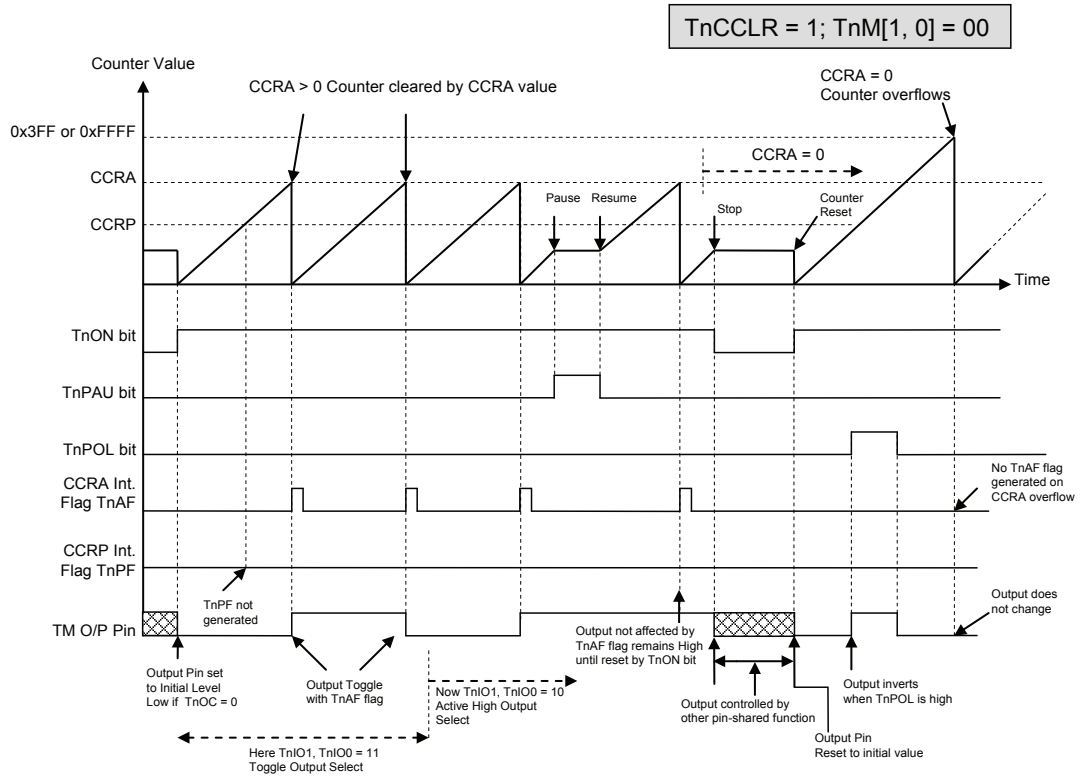 TnCCLR = 1; TnM[1, 0] = 00
Counter Value
CCRA > 0 Counter cleared by CCRA value
CCRA = 0
Counter overflows
0x3FF or 0xFFFF
CCRA = 0
CCRA
Pause
Resume
Stop
Counter
Reset
CCRP
Time
TnON bit
TnPAU bit
TnPOL bit
No TnAF flag
generated on
CCRA overflow
CCRA Int.
Flag TnAF
CCRP Int.
Flag TnPF
TnPF not
generated
Output does
not change
TM O/P Pin
Output not affected by
TnAF flag remains High
until reset by TnON bit
Output Pin set
to Initial Level
Low if TnOC = 0
Output Toggle
with TnAF flag
Now TnIO1, TnIO0 = 10
Active High Output
Select
Output controlled by
other pin-shared function
Output inverts
when TnPOL is high
Output Pin
Reset to initial value
Here TnIO1, TnIO0 = 11
Toggle Output Select